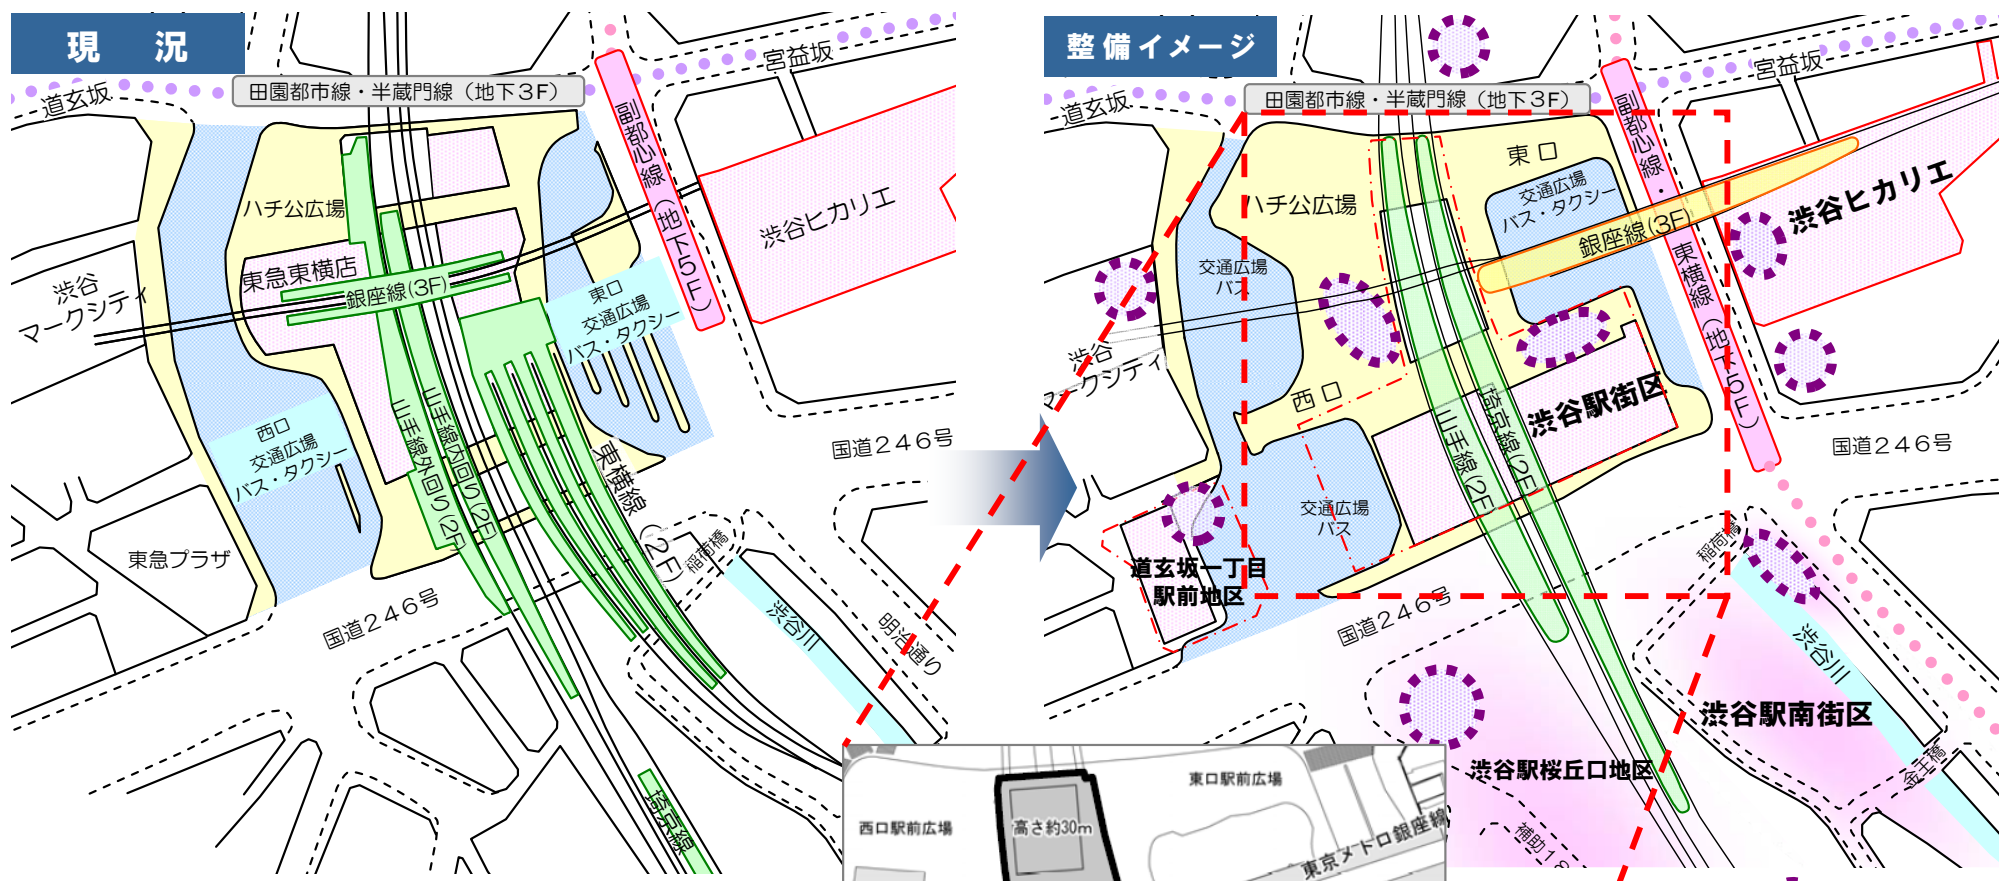 現 況
道玄坂
田園都市線・半蔵門線（地下３F）
宮益坂
副都心線（地下５F）
ハチ公広場
渋谷ヒカリエ
東急東横店
銀座線(3F)
渋谷
マークシティ
東口
交通広場
バス・タクシー
西口
交通広場
バス・タクシー
山手線外回り(2F)
山手線内回り(2F)
東横線（２F）
国道２４６号
東急プラザ
国道２４６号
稲荷橋
渋谷川
明治通り
埼京線
整備イメージ
道玄坂
田園都市線・半蔵門線（地下３F）
宮益坂
副都心線・東横線（地下５F）
東口
交通広場
バス・タクシー
ハチ公広場
渋谷ヒカリエ
銀座線(3F)
交通広場
バス
渋谷
マークシティ
西口
渋谷駅街区
山手線(2F
埼京線(2F
国道２４６号
交通広場
バス
道玄坂一丁目
駅前地区
国道２４６号
稲荷橋
渋谷川
渋谷駅南街区
渋谷駅桜丘口地区
金王橋
補助１８
東口駅前広場
西口駅前広場
高さ約30m
東京メトロ銀座線